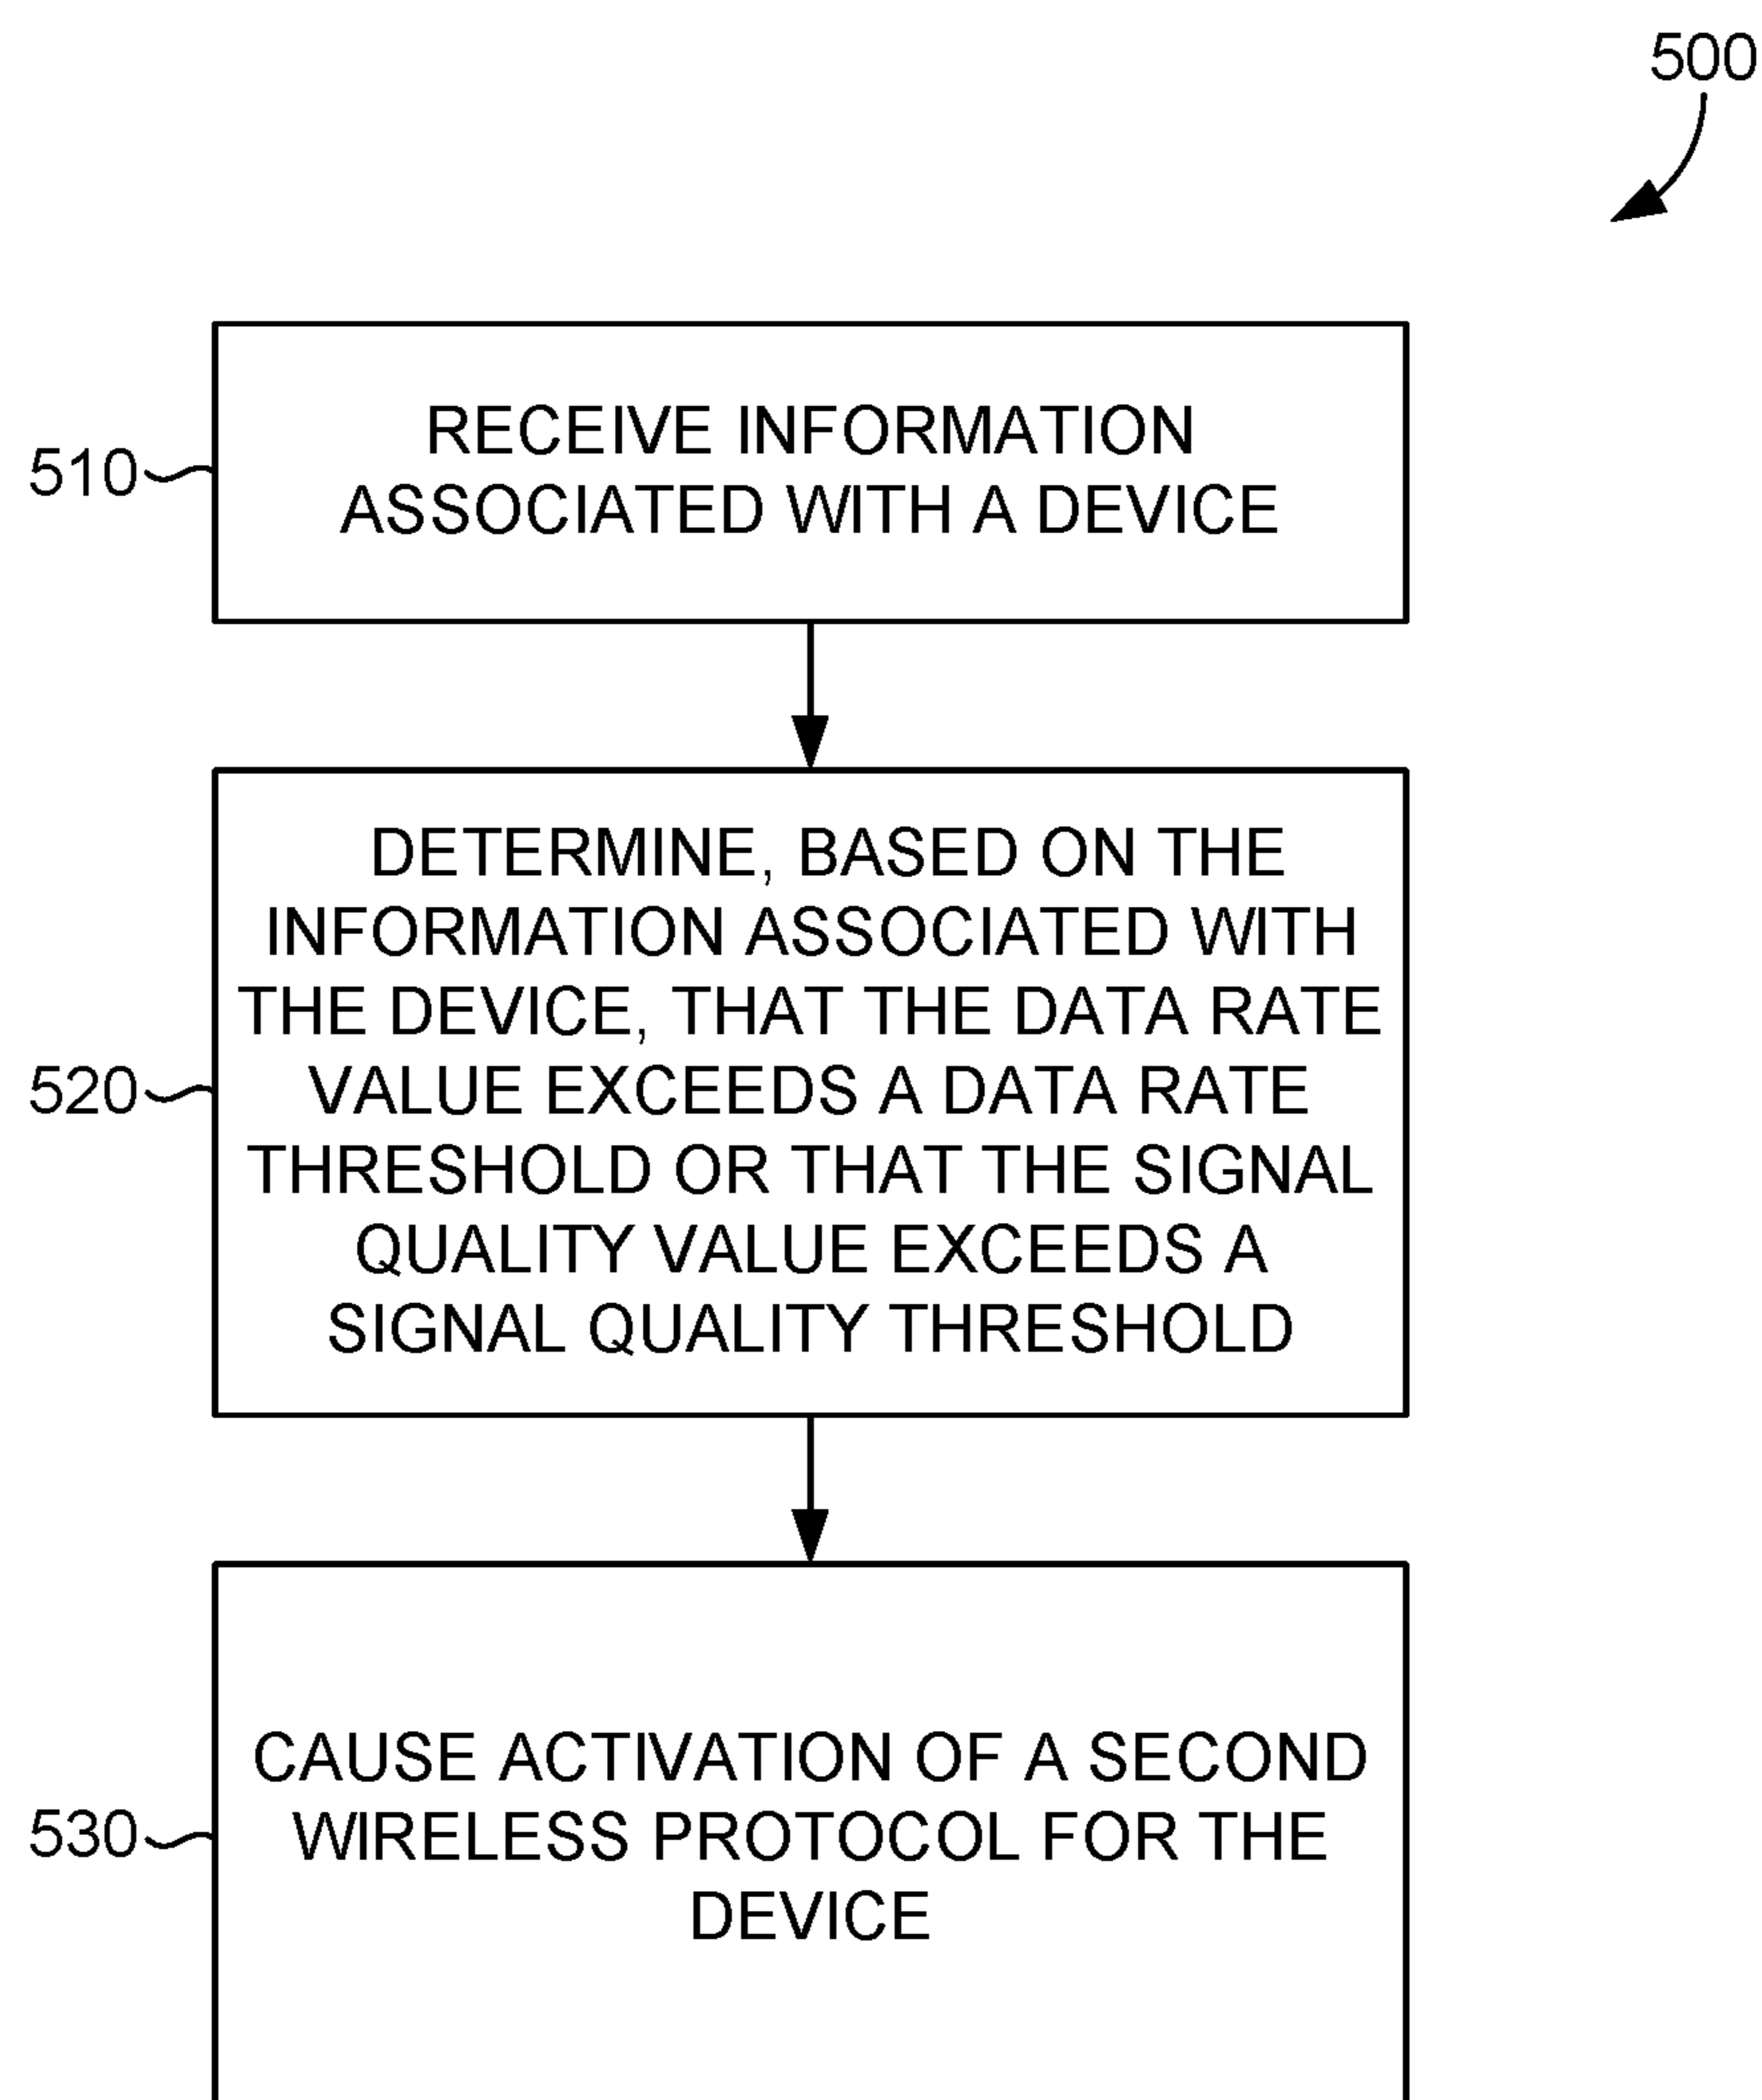 500
510
RECEIVE INFORMATION
ASSOCIATED WITH A DEVICE
520
DETERMINE, BASED ON THE
INFORMATION ASSOCIATED WITH
THE DEVICE, THAT THE DATA RATE
VALUE EXCEEDS A DATA RATE
THRESHOLD OR THAT THE SIGNAL
QUALITY VALUE EXCEEDS A
SIGNAL QUALITY THRESHOLD
530
CAUSE ACTIVATION OF A SECOND
WIRELESS PROTOCOL FOR THE
DEVICE